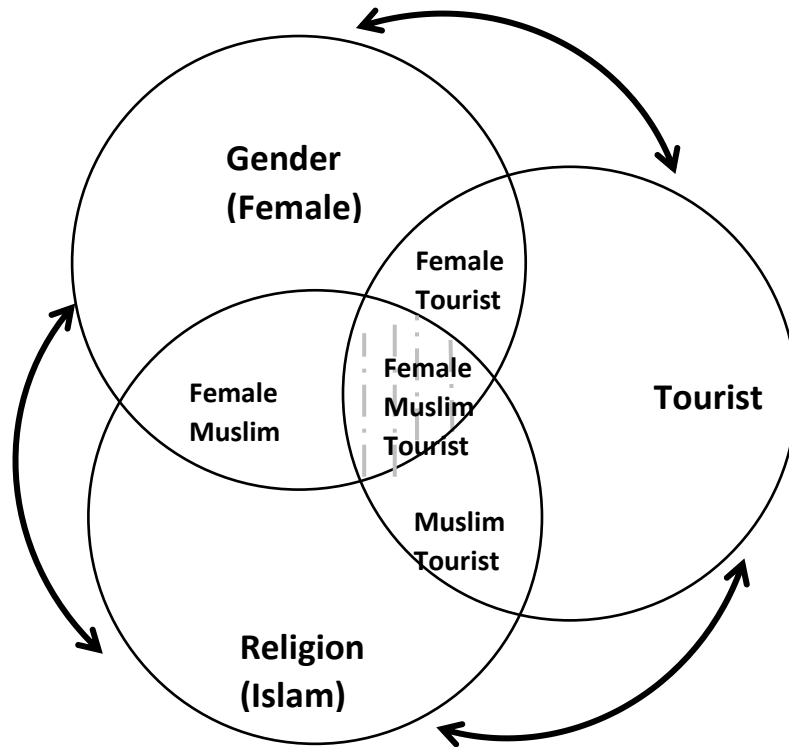 Gender
(Female)
Female
Tourist
Female
Muslim
Female
Muslim
Tourist
Tourist
Muslim
Tourist
Religion
(Islam)